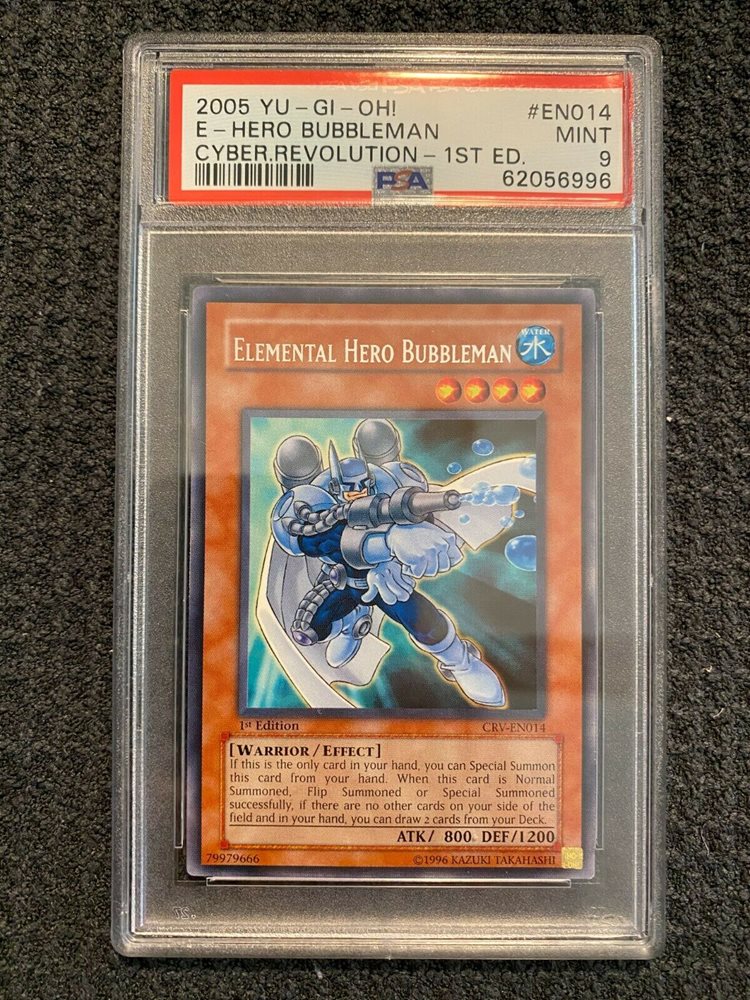 2005 YU-GI-OH! #EN014
E-HERO BUBBLEMAN MINT
CYBER.REVOLUTION-1ST ED. 9
PSA 62056996
ELEMENTAL HERO BUBBLEMAN
WATER
水
1st Edition CRV-EN014
[WARRIOR/EFFECT]
If this is the only card in your hand, you can Special Summon
this card from your hand. When this card is Normal
Summoned, Flip Summoned or Special Summoned
successfully, if there are no other cards on your side of the
field and in your hand, you can draw 2 cards from your Deck.
ATK/ 800 DEF/1200
79979666 ©1996 KAZUKI TAKAHASHI